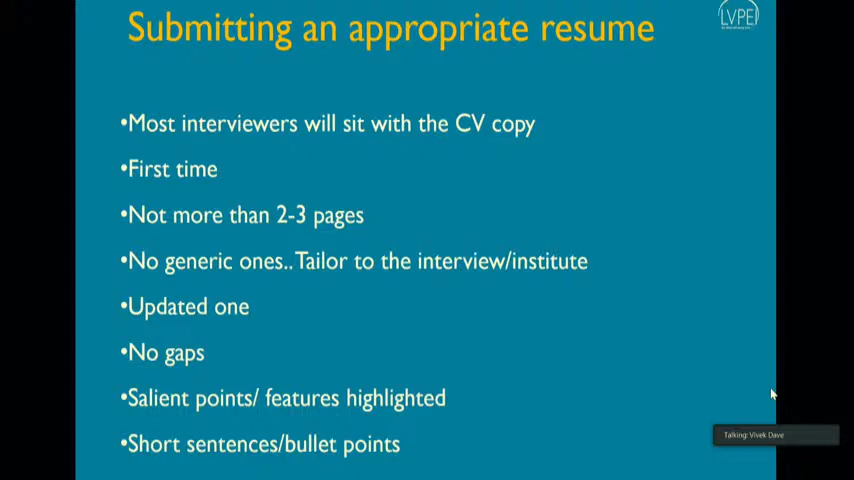 Submitting an appropriate resume
LVPEI
•Most interviewers will sit with the CV copy
•First time
•Not more than 2-3 pages
•No generic ones..Tailor to the interview/institute
•Updated one
•No gaps
•Salient points/ features highlighted
•Short sentences/bullet points
Talking: Vivek Dave